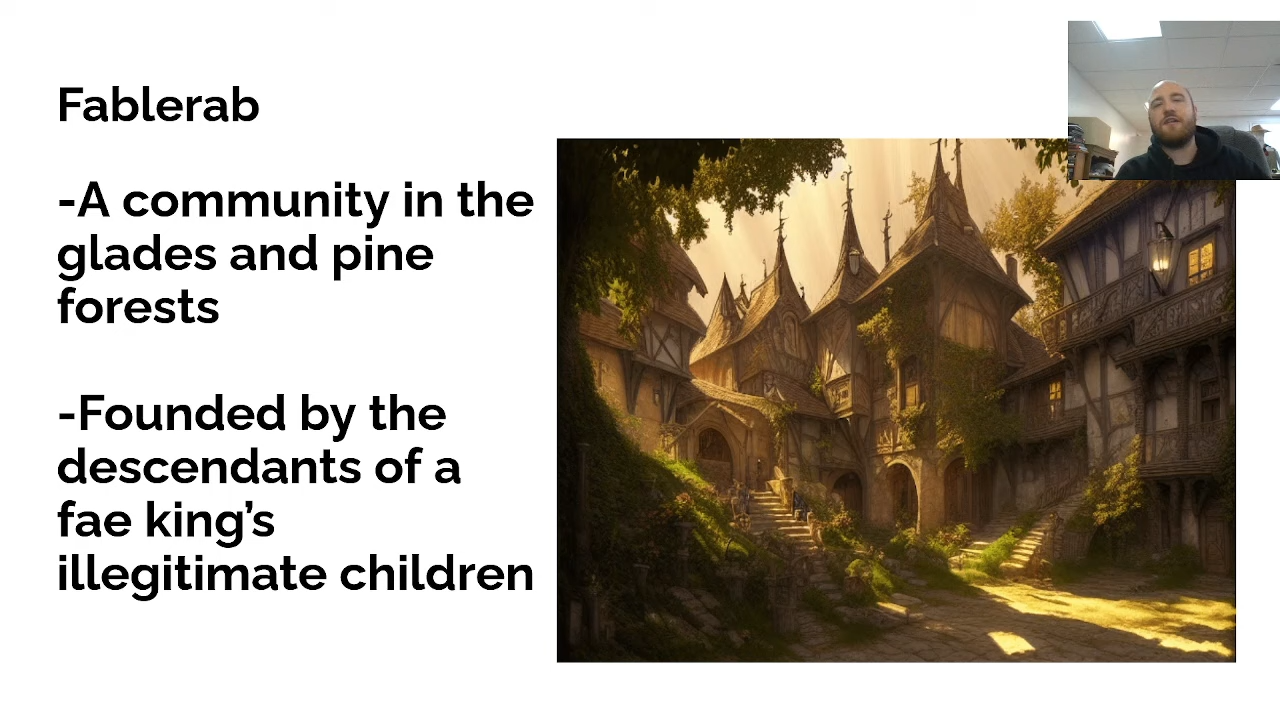 Fablerab
-A community in the
glades and pine
forests
-Founded by the
descendants of a
fae king’s
illegitimate children